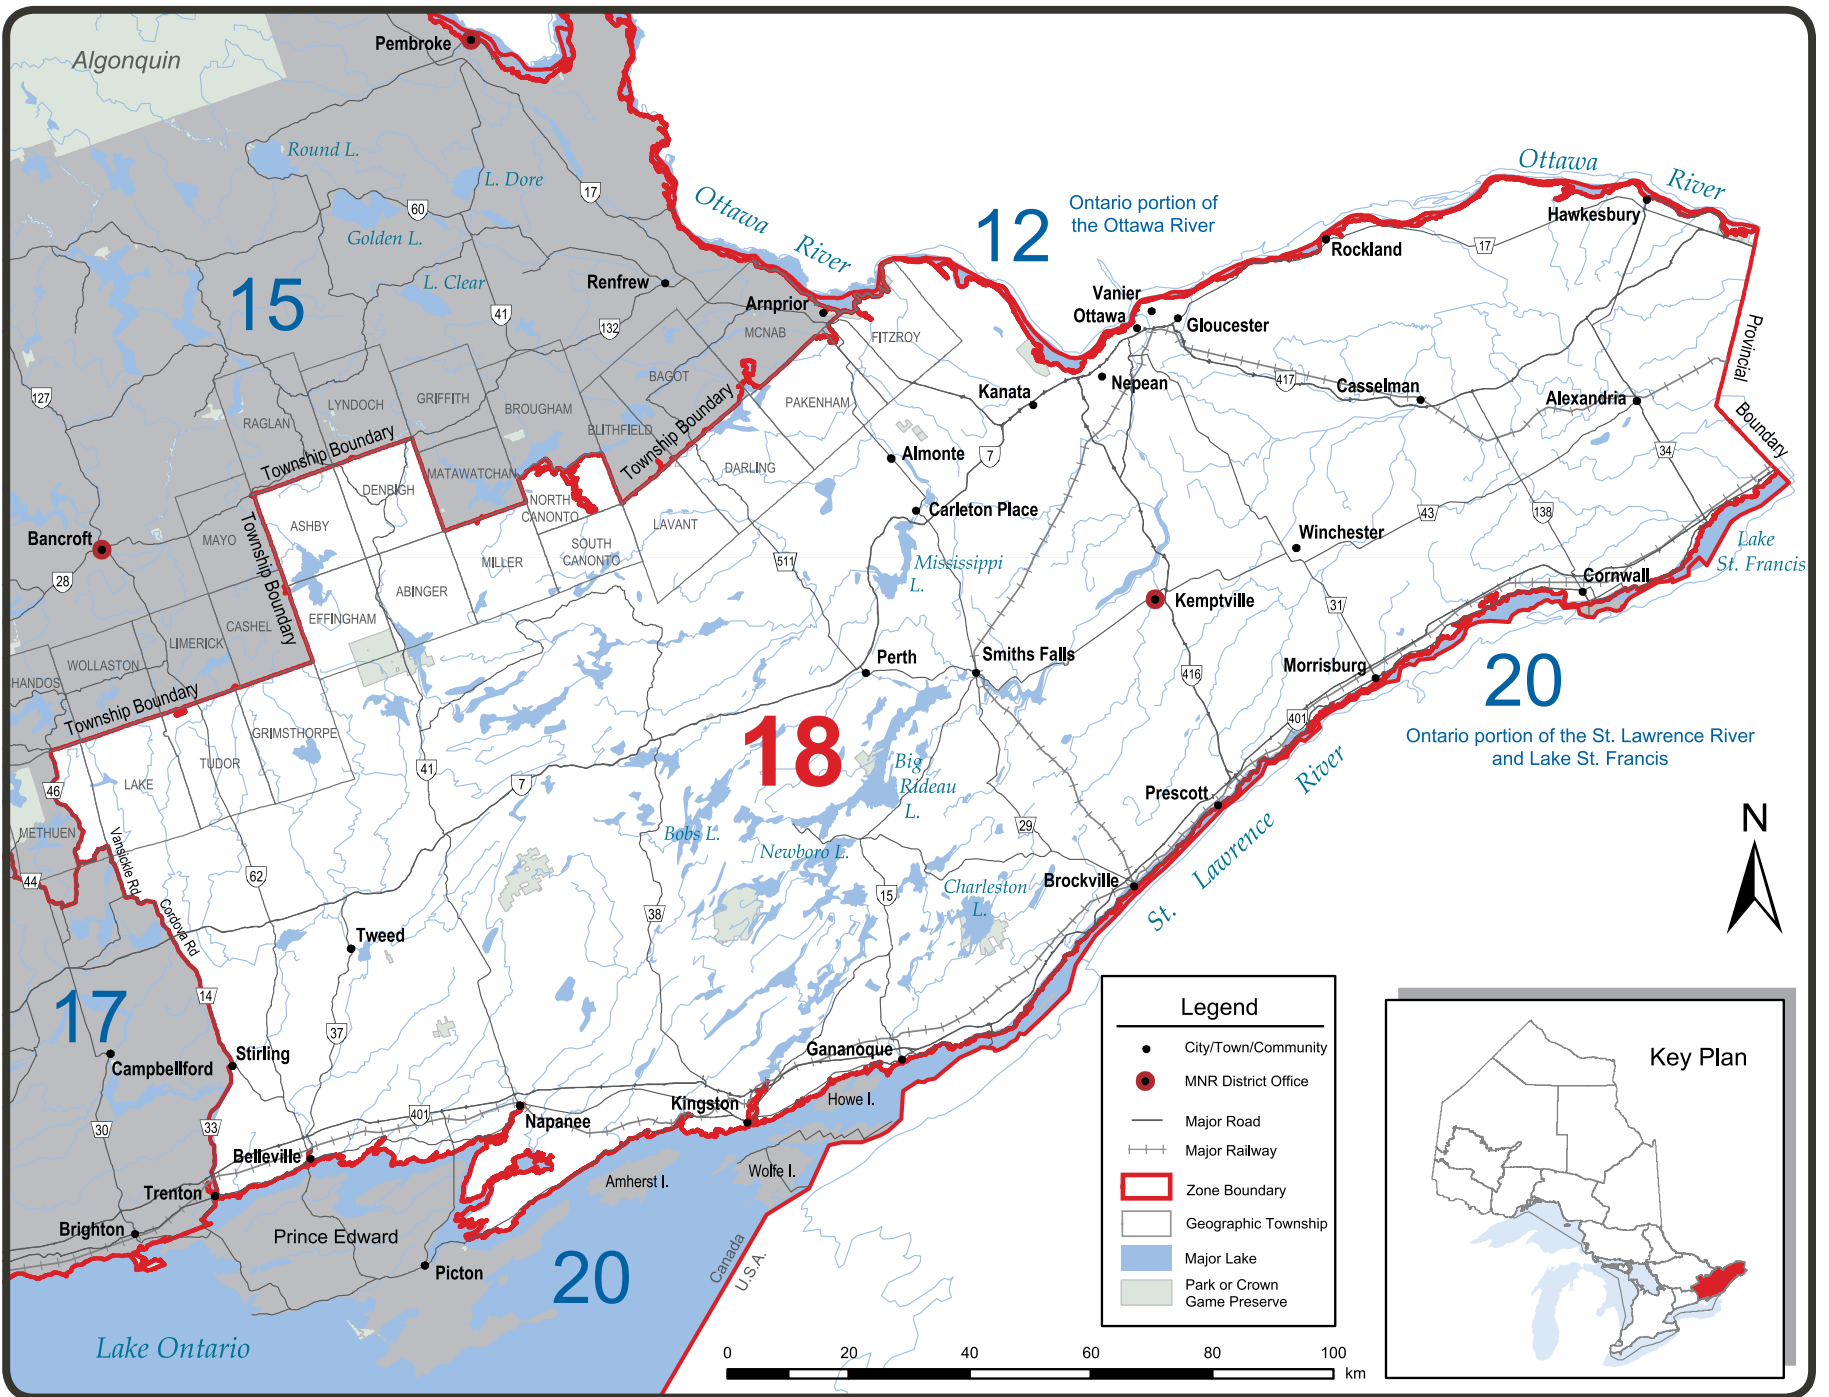 Algonquin
Pembroke
Round L.
L. Dore
17
60
Golden L.
L. Clear
15
41
Renfrew
132
Arnprior
MCNAB
Ottawa
River
12
Ontario portion of
the Ottawa River
Ottawa
River
Hawkesbury
Rockland
17
Vanier
Ottawa
Gloucester
FITZROY
Nepean
Kanata
417
Casselman
Alexandria
Provincial
Boundary
34
127
RAGLAN
LYNDOCH
GRIFFITH
BROUGHAM
BAGOT
BLITHFIELD
MATAWATCHAN
Township Boundary
Township Boundary
PAKENHAM
DARLING
Almonte
7
Carleton Place
Bancroft
28
MAYO
Township Boundary
ASHBY
DENBIGH
NORTH
CANONTO
LAVANT
SOUTH
CANONTO
MILLER
ABINGER
EFFINGHAM
511
Mississippi
L.
Winchester
43
138
Lake
St. Francis
Cornwall
Kemptville
31
CASHEL
LIMERICK
WOLLASTON
HANDOS
Township Boundary
Perth
Smiths Falls
416
Morrisburg
401
20
Ontario portion of the St. Lawrence River
and Lake St. Francis
GRIMSTHORPE
TUDOR
LAKE
46
METHUEN
44
41
7
18
Big
Rideau
L.
Bobs L.
Newboro L.
29
Prescott
Brockville
St.
Lawrence
River
Charleston
L.
15
38
62
Vansickle Rd
Cordova Rd
Tweed
17
14
37
Campbellford
Stirling
30
33
Gananoque
Howe I.
Kingston
401
Napanee
Belleville
Trenton
Brighton
Amherst I.
Wolfe I.
Prince Edward
Picton
20
Canada
U.S.A.
Lake Ontario
N
Legend
City/Town/Community
MNR District Office
Major Road
Major Railway
Zone Boundary
Geographic Township
Major Lake
Park or Crown
Game Preserve
Key Plan
0 20 40 60 80 100
km